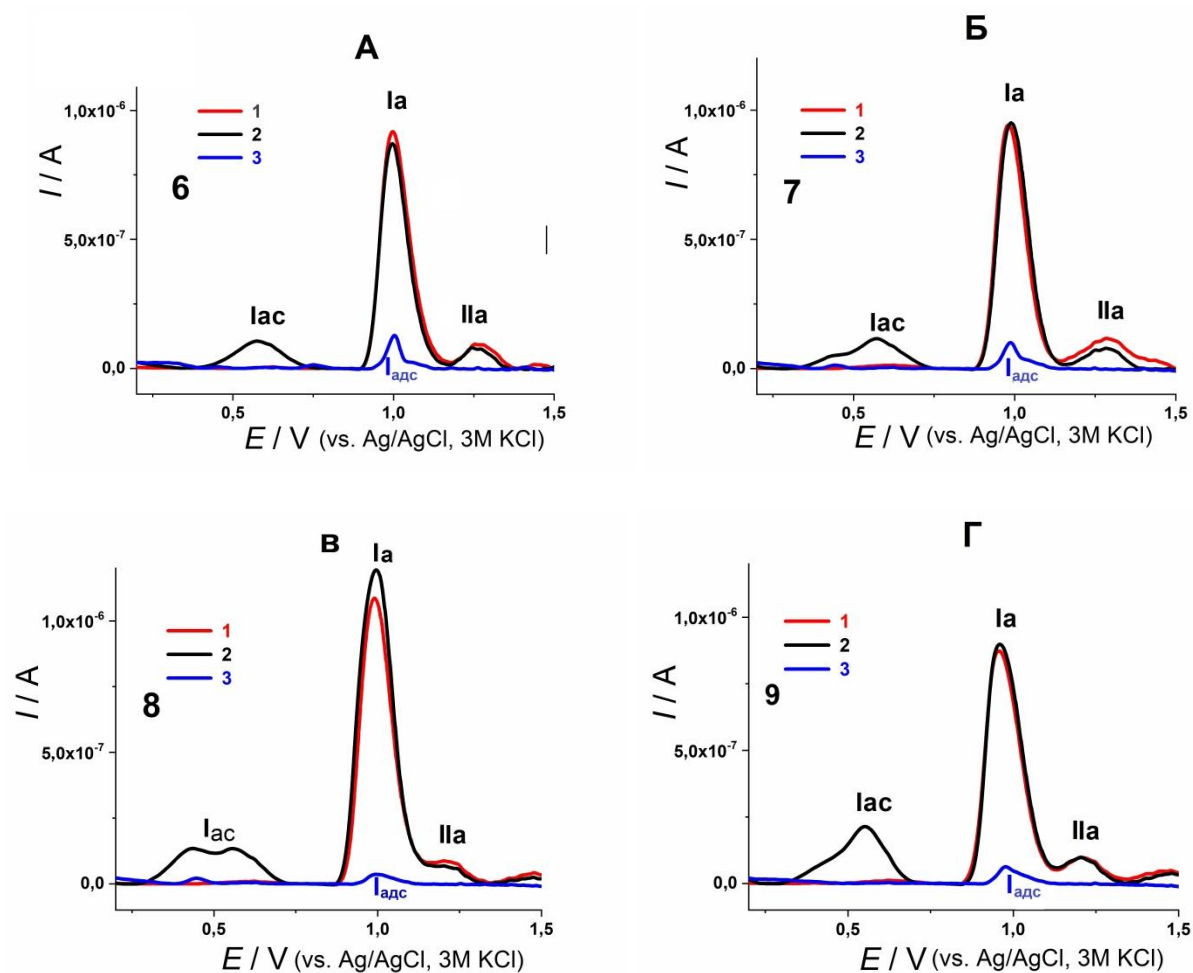 А
Ia
1,0x10-6
1
2
3
6
I / A
5,0x10-7
Iac
IIa
0,0
Iадс
0,5
1,0
1,5
E / V (vs. Ag/AgCl, 3M KCl)
Б
Ia
1,0x10-6
1
2
3
7
I / A
5,0x10-7
Iac
IIa
0,0
Iадс
0,5
1,0
1,5
E / V (vs. Ag/AgCl, 3M KCl)
в
Ia
1,0x10-6
1
2
3
8
I / A
5,0x10-7
Iac
IIa
0,0
Iадс
0,5
1,0
1,5
E / V (vs. Ag/AgCl, 3M KCl)
Г
Ia
1,0x10-6
1
2
3
9
I / A
5,0x10-7
Iac
IIa
0,0
Iадс
0,5
1,0
1,5
E / V (vs. Ag/AgCl, 3M KCl)